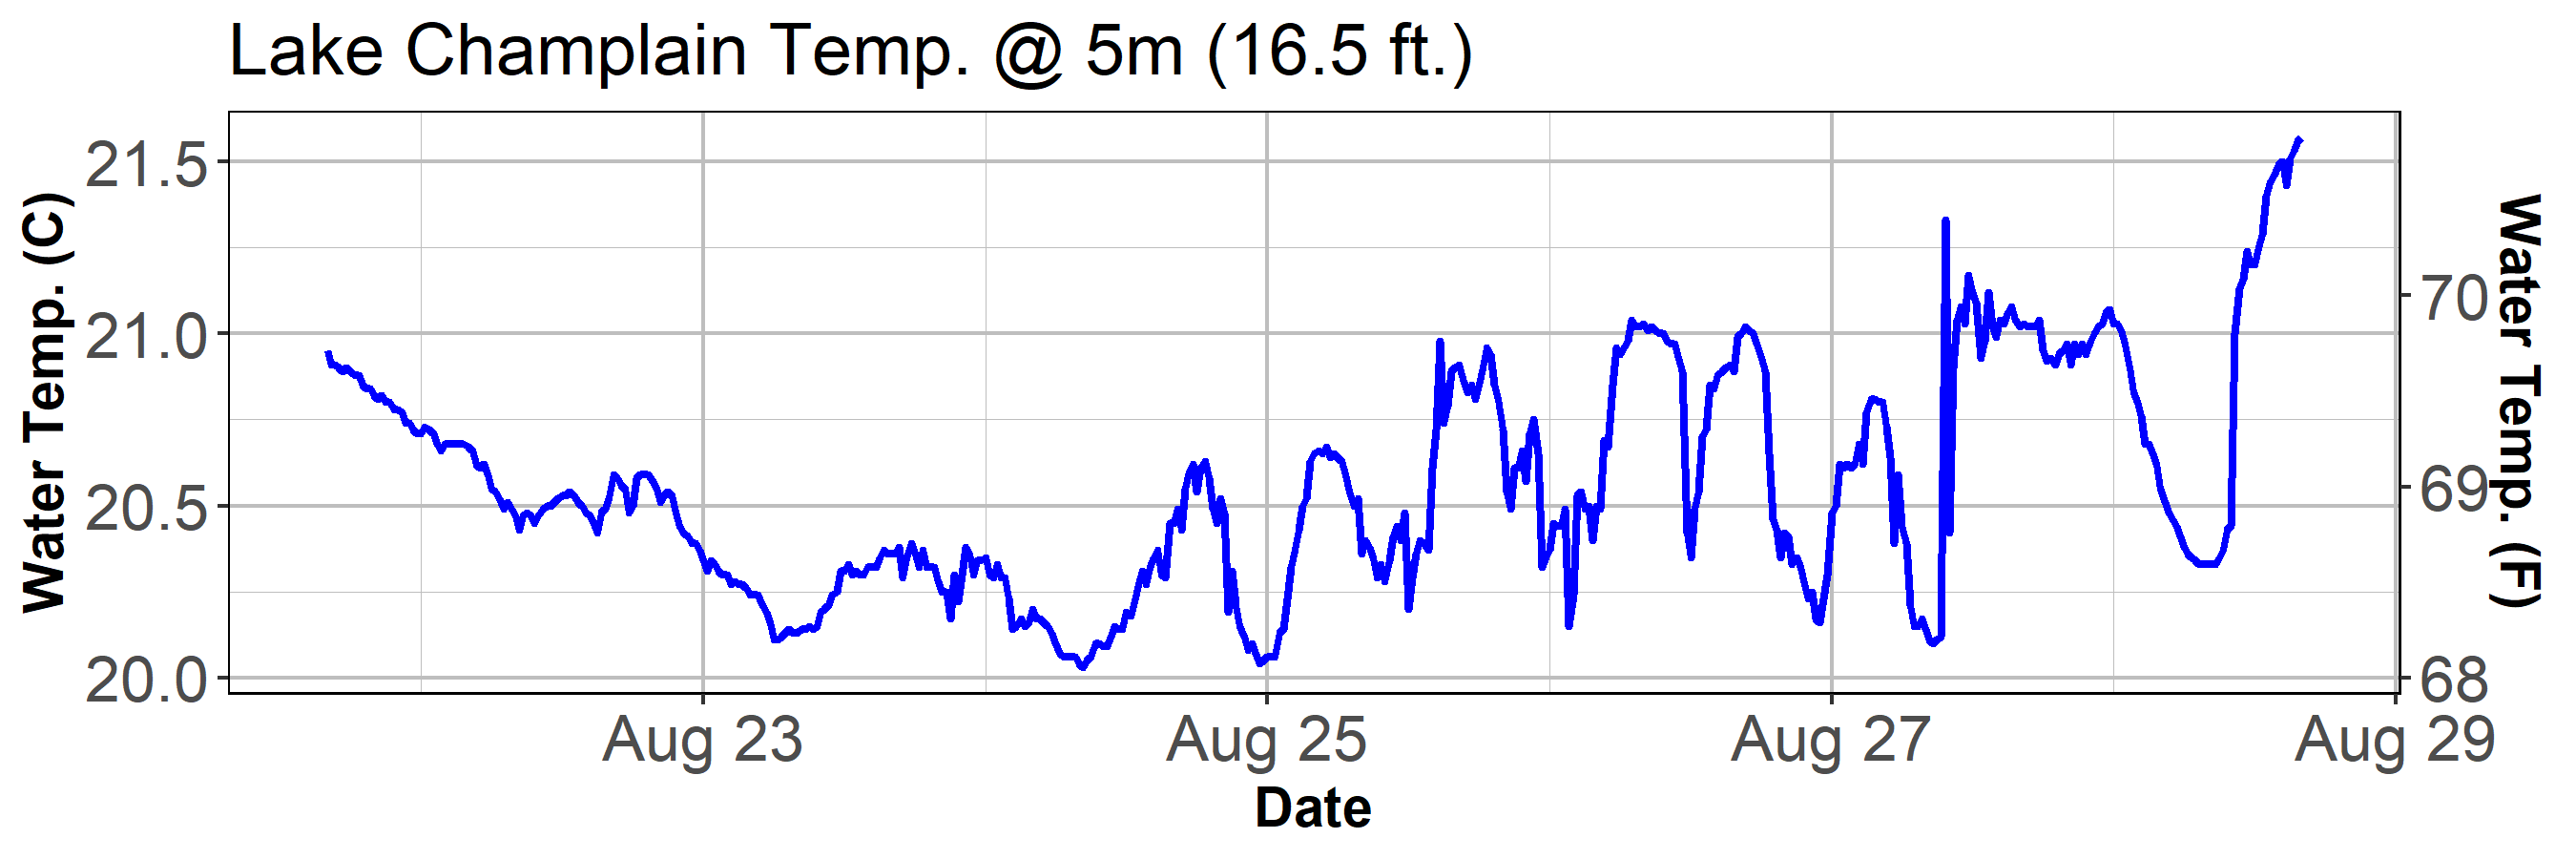 Lake Champlain Temp. @ 5m (16.5 ft.)
Water Temp. (C)
21.5
21.0
20.5
20.0
70
69
68
Water Temp. (F)
Aug 23
Aug 25
Aug 27
Aug 29
Date